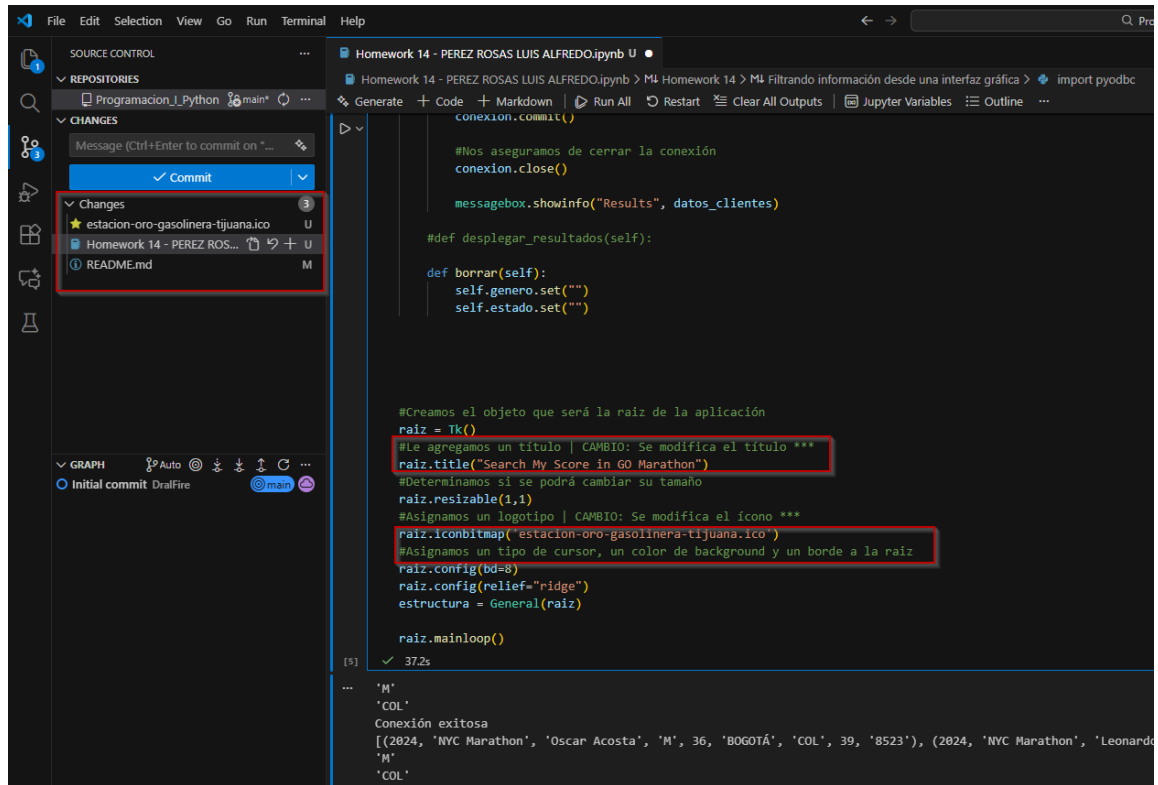 File Edit Selection View Go Run Terminal Help
SOURCE CONTROL
REPOSITORIES
Programacion_I_Python main*
CHANGES
Message (Ctrl+Enter to commit on "...
Commit
Changes 3
estacion-oro-gasolinera-tijuana.ico U
Homework 14 - PEREZ ROS... U
README.md M
GRAPH Auto
Initial commit DralFire main
1
3
Homework 14 - PEREZ ROSAS LUIS ALFREDO.ipynb U
Homework 14 - PEREZ ROSAS LUIS ALFREDO.ipynb > M↓ Homework 14 > M↓ Filtrando información desde una interfaz gráfica > import pyodbc
Generate + Code + Markdown | Run All Restart Clear All Outputs | Jupyter Variables Outline ...
conexion.commit()
#Nos aseguramos de cerrar la conexión
conexion.close()
messagebox.showinfo("Results", datos_clientes)
#def desplegar_resultados(self):
def borrar(self):
self.genero.set("")
self.estado.set("")
#Creamos el objeto que será la raiz de la aplicación
raiz = Tk()
#Le agregamos un título | CAMBIO: Se modifica el título ***
raiz.title("Search My Score in GO Marathon")
#Determinamos si se podrá cambiar su tamaño
raiz.resizable(1,1)
#Asignamos un logotipo | CAMBIO: Se modifica el ícono ***
raiz.iconbitmap('estacion-oro-gasolinera-tijuana.ico')
#Asignamos un tipo de cursor, un color de background y un borde a la raiz
raiz.config(bd=8)
raiz.config(relief="ridge")
estructura = General(raiz)
raiz.mainloop()
[5] 37.2s
... 'M'
'COL'
Conexión exitosa
[(2024, 'NYC Marathon', 'Oscar Acosta', 'M', 36, 'BOGOTÁ', 'COL', 39, '8523'), (2024, 'NYC Marathon', 'Leonardo
'M'
'COL'